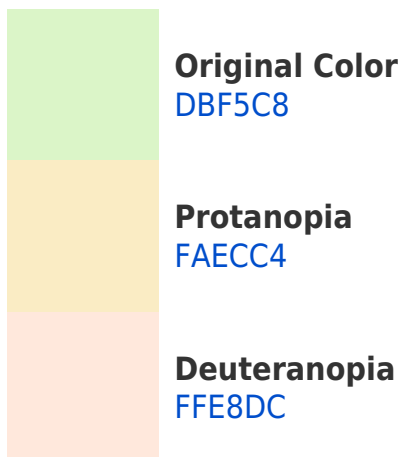 Original Color
DBF5C8
Protanopia
FAECC4
Deuteranopia
FFE8DC